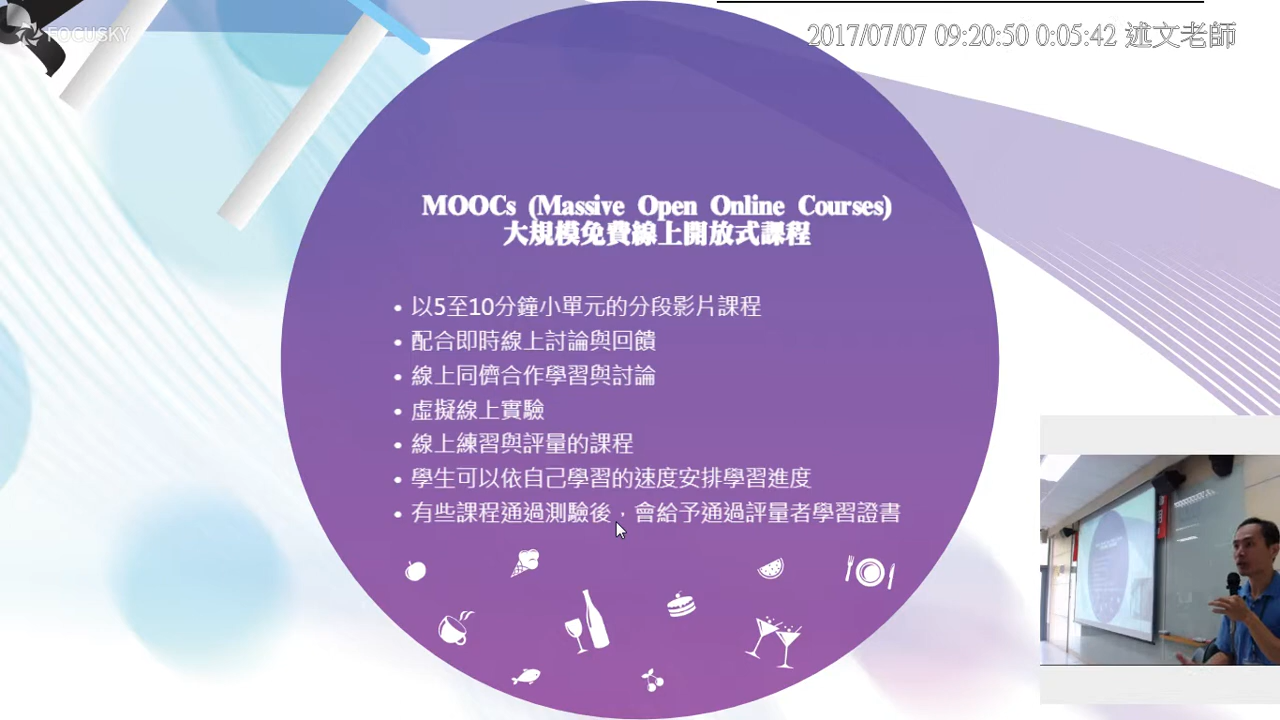 FOCUSKY
2017/07/07 09:20:50 0:05:42 述文老師
MOOCs (Massive Open Online Courses)
大規模免費線上開放式課程
• 以5至10分鐘小單元的分段影片課程
• 配合即時線上討論與回饋
• 線上同儕合作學習與討論
• 虛擬線上實驗
• 線上練習與評量的課程
• 學生可以依自己學習的速度安排學習進度
• 有些課程通過測驗後，會給予通過評量者學習證書